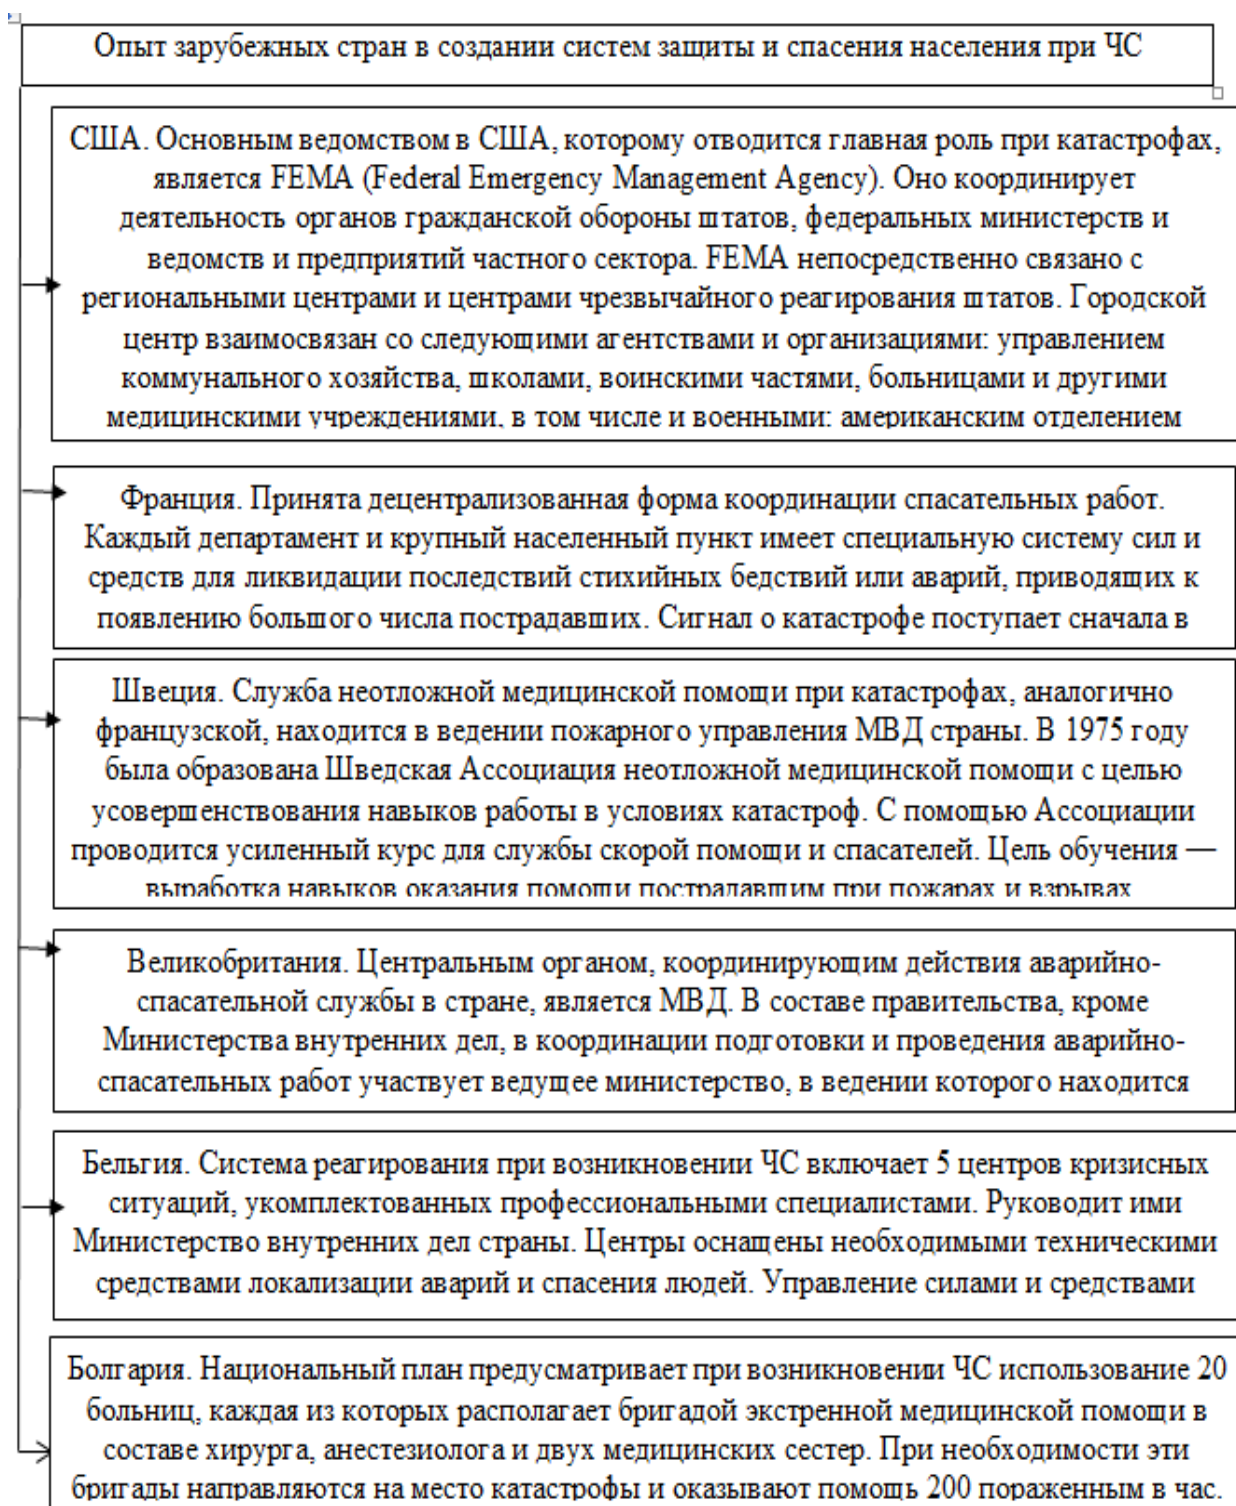 Опыт зарубежных стран в создании систем защиты и спасения населения при ЧС
США. Основным ведомством в США, которому отводится главная роль при катастрофах,
является FEMA (Federal Emergency Management Agency). Оно координирует
деятельность органов гражданской обороны штатов, федеральных министерств и
ведомств и предприятий частного сектора. FEMA непосредственно связано с
региональными центрами и центрами чрезвычайного реагирования штатов. Городской
центр взаимосвязан со следующими агентствами и организациями: управлением
коммунального хозяйства, школами, воинскими частями, больницами и другими
медицинскими учреждениями, в том числе и военными: американским отделением
Франция. Принята децентрализованная форма координации спасательных работ.
Каждый департамент и крупный населенный пункт имеет специальную систему сил и
средств для ликвидации последствий стихийных бедствий или аварий, приводящих к
появлению большого числа пострадавших. Сигнал о катастрофе поступает сначала в
Швеция. Служба неотложной медицинской помощи при катастрофах, аналогично
французской, находится в ведении пожарного управления МВД страны. В 1975 году
была образована Шведская Ассоциация неотложной медицинской помощи с целью
усовершенствования навыков работы в условиях катастроф. С помощью Ассоциации
проводится усиленный курс для службы скорой помощи и спасателей. Цель обучения —
выработка навыков оказания помощи пострадавшим при пожарах и взрывах
Великобритания. Центральным органом, координирующим действия аварийно-
спасательной службы в стране, является МВД. В составе правительства, кроме
Министерства внутренних дел, в координации подготовки и проведения аварийно-
спасательных работ участвует ведущее министерство, в ведении которого находится
Бельгия. Система реагирования при возникновении ЧС включает 5 центров кризисных
ситуаций, укомплектованных профессиональными специалистами. Руководит ими
Министерство внутренних дел страны. Центры оснащены необходимыми техническими
средствами локализации аварий и спасения людей. Управление силами и средствами
Болгария. Национальный план предусматривает при возникновении ЧС использование 20
больниц, каждая из которых располагает бригадой экстренной медицинской помощи в
составе хирурга, анестезиолога и двух медицинских сестер. При необходимости эти
бригады направляются на место катастрофы и оказывают помощь 200 пораженным в час.